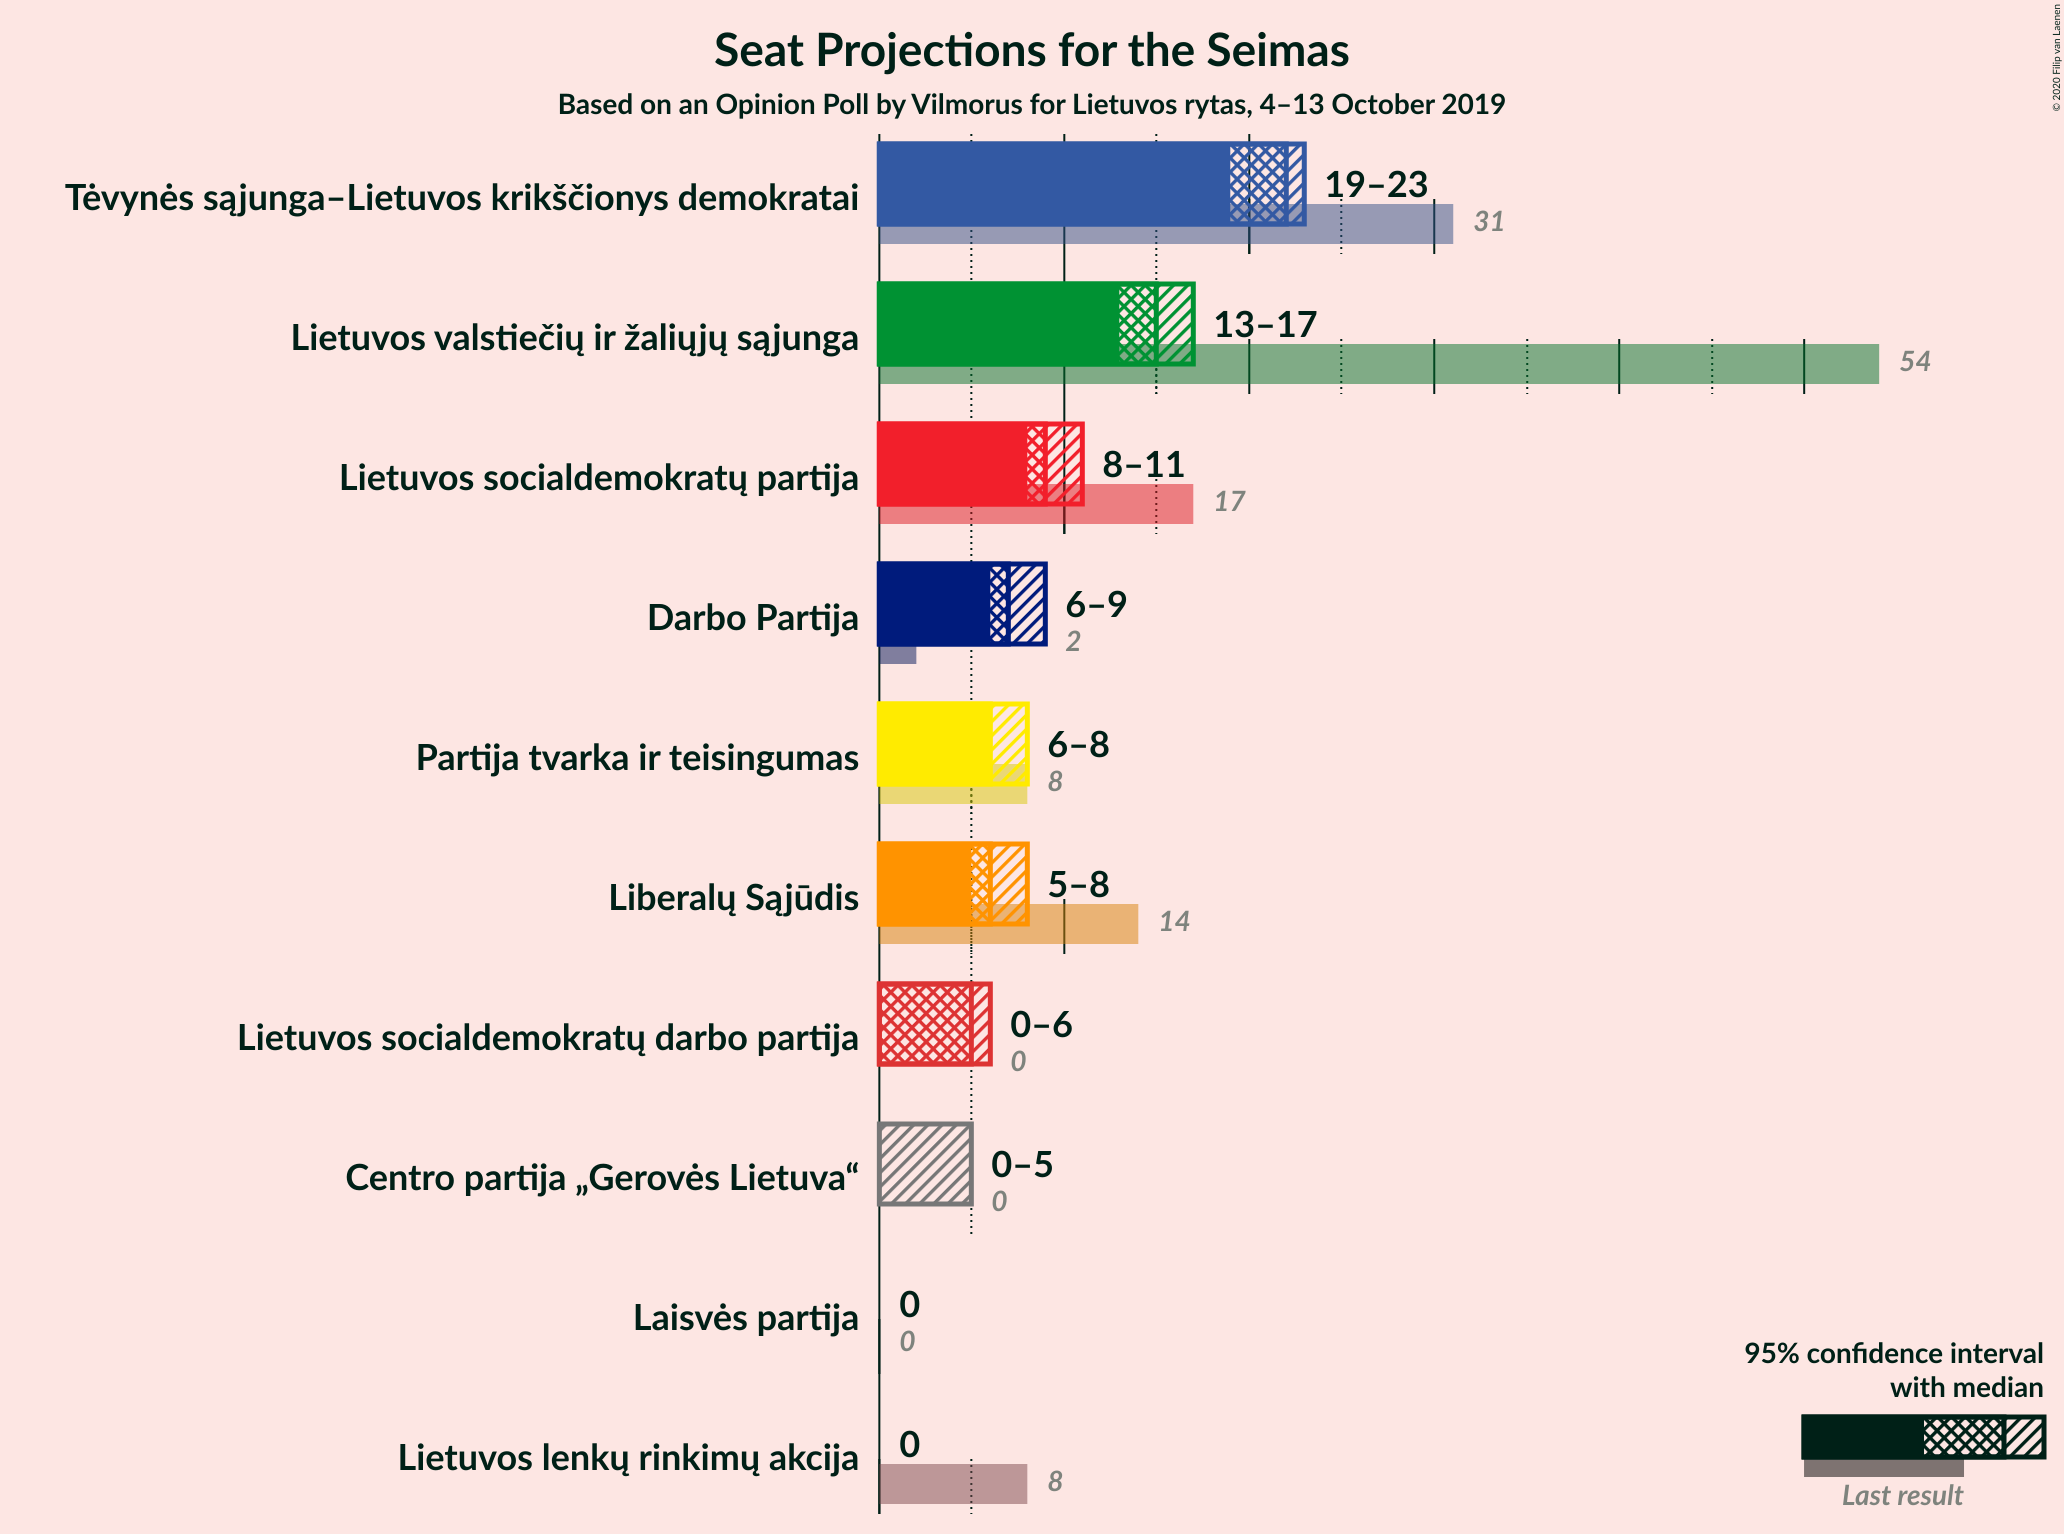 Seat Projections for the Seimas
Based on an Opinion Poll by Vilmorus for Lietuvos rytas, 4–13 October 2019
© 2020 Filip van Laenen
Tėvynės sąjunga–Lietuvos krikščionys demokratai
19–23
31
Lietuvos valstiečių ir žaliųjų sąjunga
13–17
54
Lietuvos socialdemokratų partija
8–11
17
Darbo Partija
6–9
2
Partija tvarka ir teisingumas
6–8
8
Liberalų Sąjūdis
5–8
14
Lietuvos socialdemokratų darbo partija
0–6
0
Centro partija „Gerovės Lietuva“
0–5
0
Laisvės partija
0
0
Lietuvos lenkų rinkimų akcija
0
8
95% confidence interval
with median
Last result